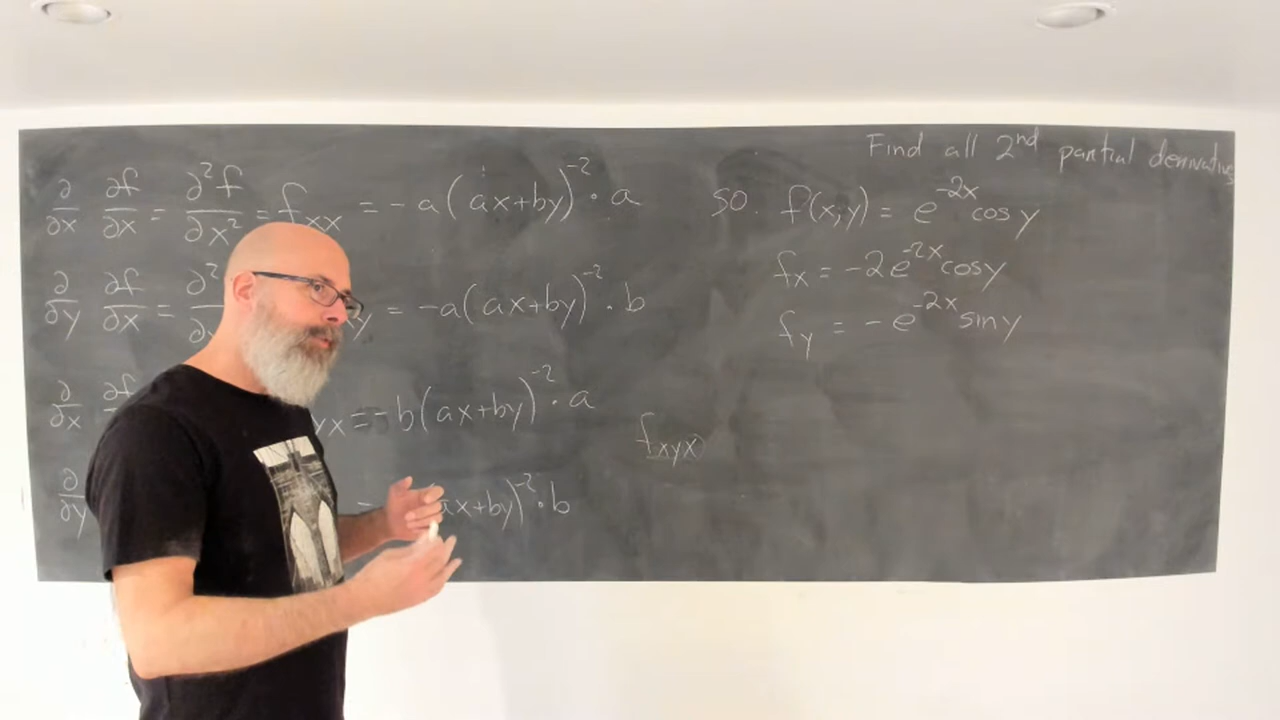 Find all 2nd partial derivatives
∂/∂x ∂f/∂x = ∂²f/∂x² = fxx = -a(ax+by)⁻² · a
∂/∂y ∂f/∂x = ∂² = -a(ax+by)⁻² · b
∂/∂x yx = -b(ax+by)⁻² · a
∂/∂y ax+by)⁻² · b
so. f(x,y) = e⁻²ˣ cos y
fx = -2e⁻²ˣ cos y
fy = -e⁻²ˣ sin y
fxyx